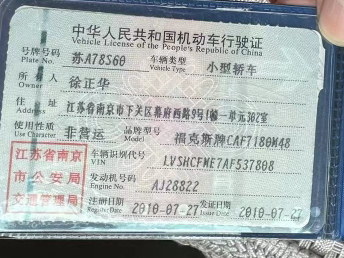 中华人民共和国机动车行驶证
Vehicle License of the People's Republic of China
号牌号码 苏A78S60 车辆类型 小型轿车
Plate No. Vehicle Type
所有人 徐正华
Owner
住址 江苏省南京市下关区幕府西路9号1幢一单元302室
Address
使用性质 非营运 品牌型号 福克斯牌CAF7180M48
Use Character Model
江苏省南京
市公安局
交通管理局
车辆识别代号 LVSHCFME7AF537808
VIN
发动机号码 AJ28822
Engine No.
注册日期 2010-07-27 发证日期 2010-07-27
Register Date Issue Date